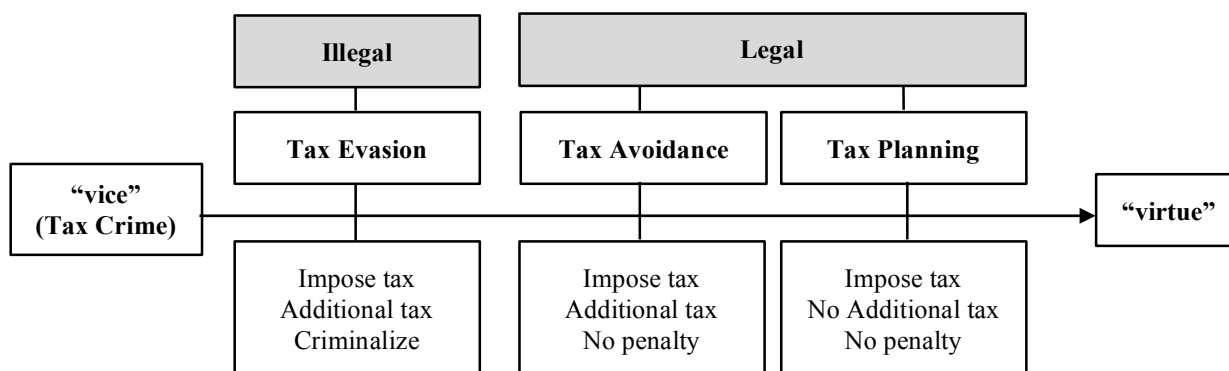 Illegal
Legal
Tax Evasion
Tax Avoidance
Tax Planning
“vice”
(Tax Crime)
“virtue”
Impose tax
Additional tax
Criminalize
Impose tax
Additional tax
No penalty
Impose tax
No Additional tax
No penalty